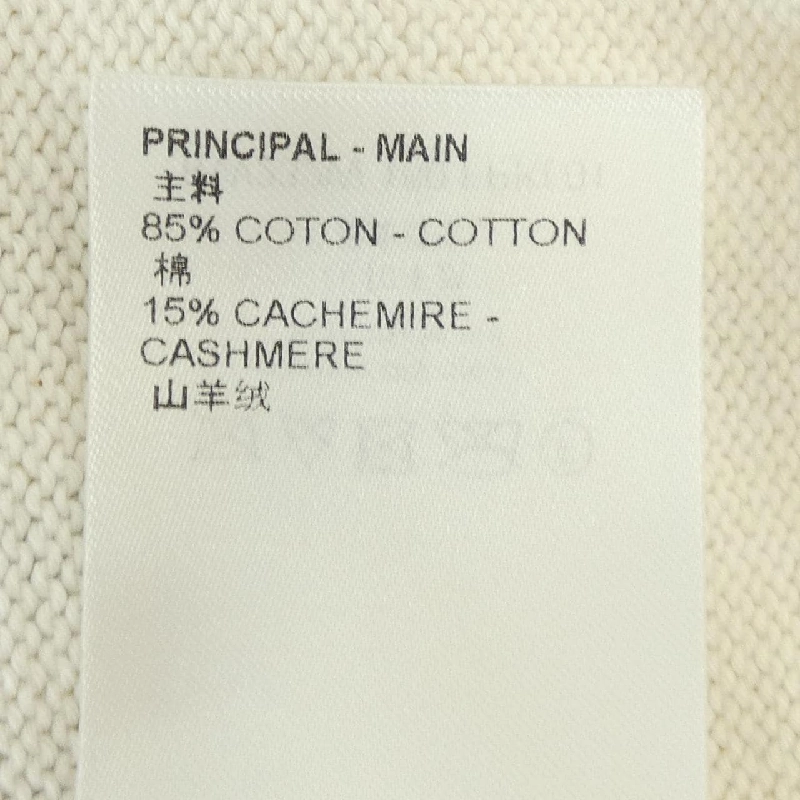 PRINCIPAL - MAIN
主料
85% COTON - COTTON
棉
15% CACHEMIRE -
CASHMERE
山羊绒